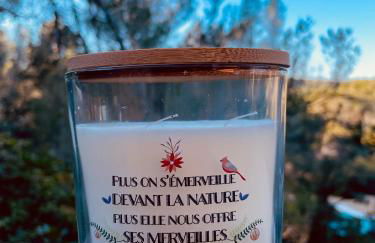 PLUS ON S'ÉMERVEILLE
DEVANT LA NATURE
PLUS ELLE NOUS OFFRE
SES MERVEILLES